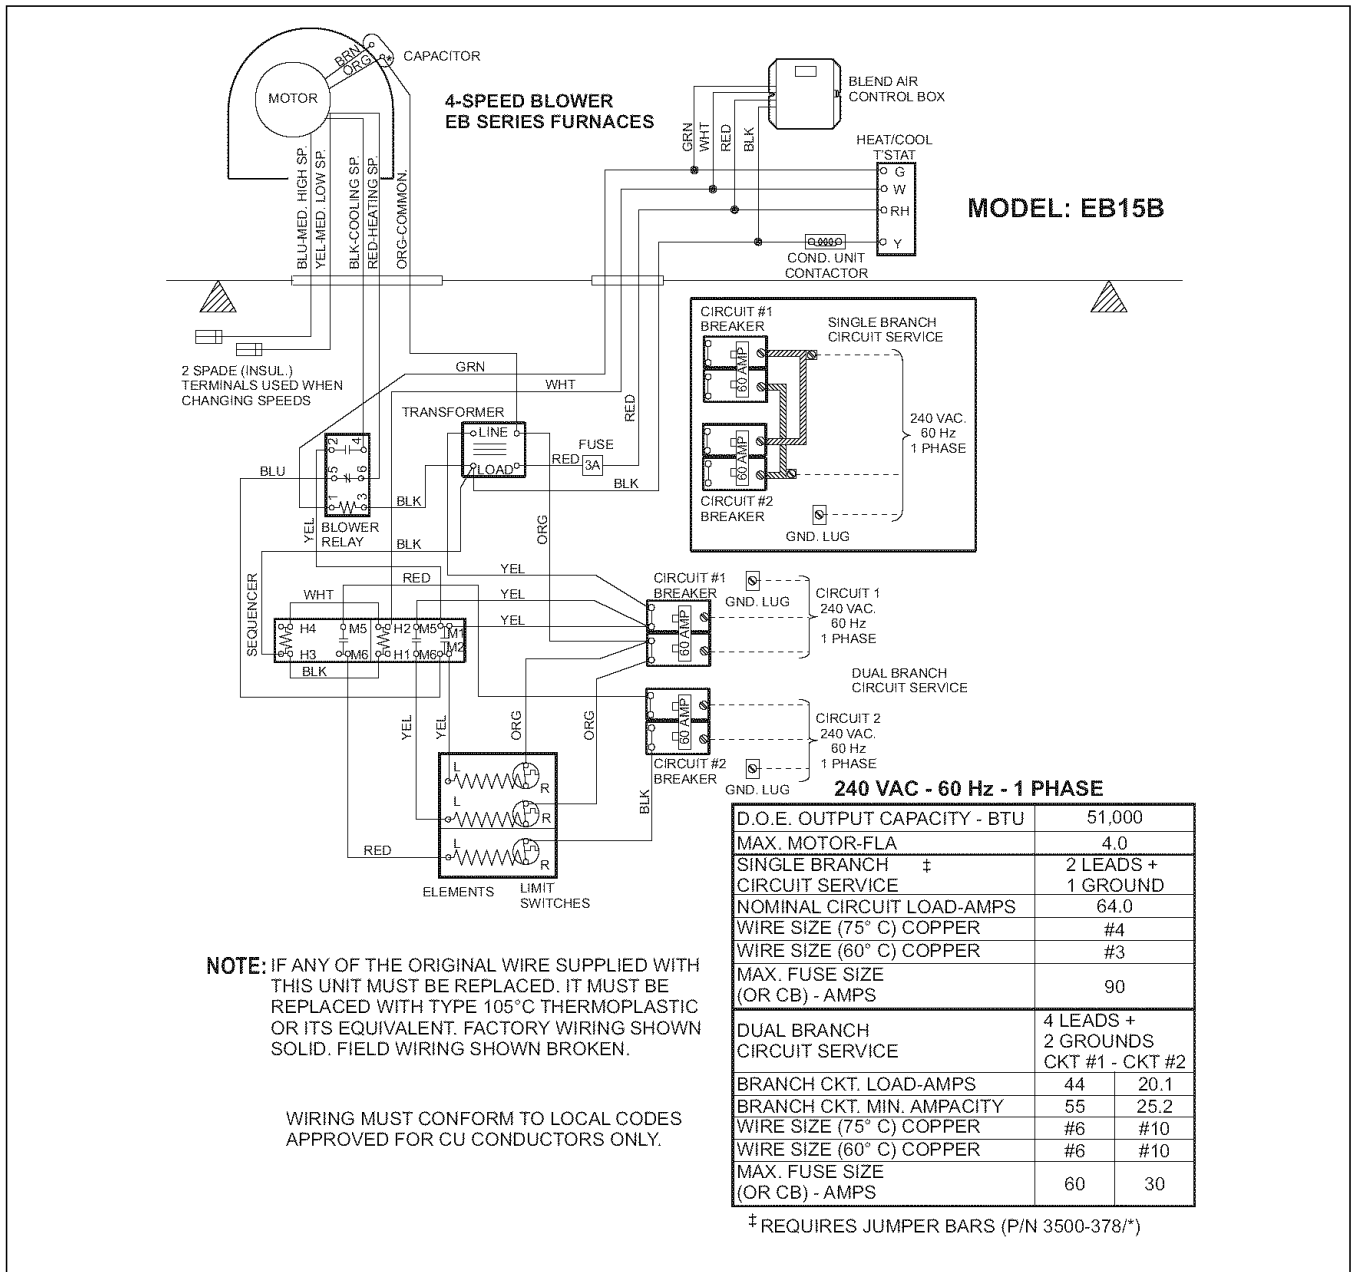 BRN
ORG
*
CAPACITOR
MOTOR
4-SPEED BLOWER
EB SERIES FURNACES
BLEND AIR
CONTROL BOX
GRN
WHT
RED
BLK
HEAT/COOL
T'STAT
G
W
RH
Y
MODEL: EB15B
BLU-MED. HIGH SP.
YEL-MED. LOW SP.
BLK-COOLING SP.
RED-HEATING SP.
ORG-COMMON.
COND. UNIT
CONTACTOR
2 SPADE (INSUL.)
TERMINALS USED WHEN
CHANGING SPEEDS
GRN
WHT
RED
CIRCUIT #1
BREAKER
60 AMP
SINGLE BRANCH
CIRCUIT SERVICE
240 VAC.
60 Hz
1 PHASE
60 AMP
CIRCUIT #2
BREAKER
GND. LUG
TRANSFORMER
LINE
LOAD
FUSE
RED
3A
BLK
2
4
5
6
1
3
BLU
BLK
YEL
BLOWER
RELAY
BLK
ORG
SEQUENCER
WHT
RED
YEL
YEL
YEL
H4
M5
H2
M5
M1
M2
H3
M6
H1
M6
BLK
CIRCUIT #1
BREAKER
60 AMP
GND. LUG
CIRCUIT 1
240 VAC.
60 Hz
1 PHASE
DUAL BRANCH
CIRCUIT SERVICE
60 AMP
CIRCUIT 2
240 VAC.
60 Hz
1 PHASE
CIRCUIT #2
BREAKER
GND. LUG
YEL
YEL
ORG
ORG
BLK
L
R
L
R
L
R
RED
ELEMENTS
LIMIT
SWITCHES
240 VAC - 60 Hz - 1 PHASE
D.O.E. OUTPUT CAPACITY - BTU 51,000
MAX. MOTOR-FLA 4.0
SINGLE BRANCH ‡ 2 LEADS +
CIRCUIT SERVICE 1 GROUND
NOMINAL CIRCUIT LOAD-AMPS 64.0
WIRE SIZE (75° C) COPPER #4
WIRE SIZE (60° C) COPPER #3
MAX. FUSE SIZE
(OR CB) - AMPS 90
DUAL BRANCH
CIRCUIT SERVICE
4 LEADS +
2 GROUNDS
CKT #1 - CKT #2
BRANCH CKT. LOAD-AMPS 44 20.1
BRANCH CKT. MIN. AMPACITY 55 25.2
WIRE SIZE (75° C) COPPER #6 #10
WIRE SIZE (60° C) COPPER #6 #10
MAX. FUSE SIZE
(OR CB) - AMPS 60 30
‡ REQUIRES JUMPER BARS (P/N 3500-378/*)
NOTE: IF ANY OF THE ORIGINAL WIRE SUPPLIED WITH
THIS UNIT MUST BE REPLACED. IT MUST BE
REPLACED WITH TYPE 105°C THERMOPLASTIC
OR ITS EQUIVALENT. FACTORY WIRING SHOWN
SOLID. FIELD WIRING SHOWN BROKEN.
WIRING MUST CONFORM TO LOCAL CODES
APPROVED FOR CU CONDUCTORS ONLY.